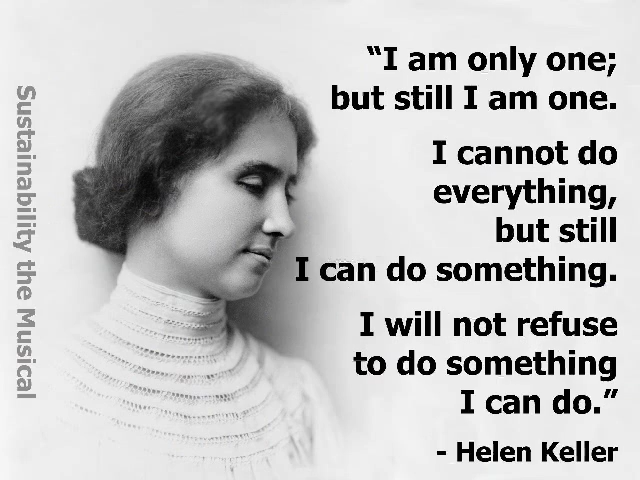 “I am only one;
but still I am one.
I cannot do
everything,
but still
I can do something.
I will not refuse
to do something
I can do.”
- Helen Keller
Sustainability the Musical